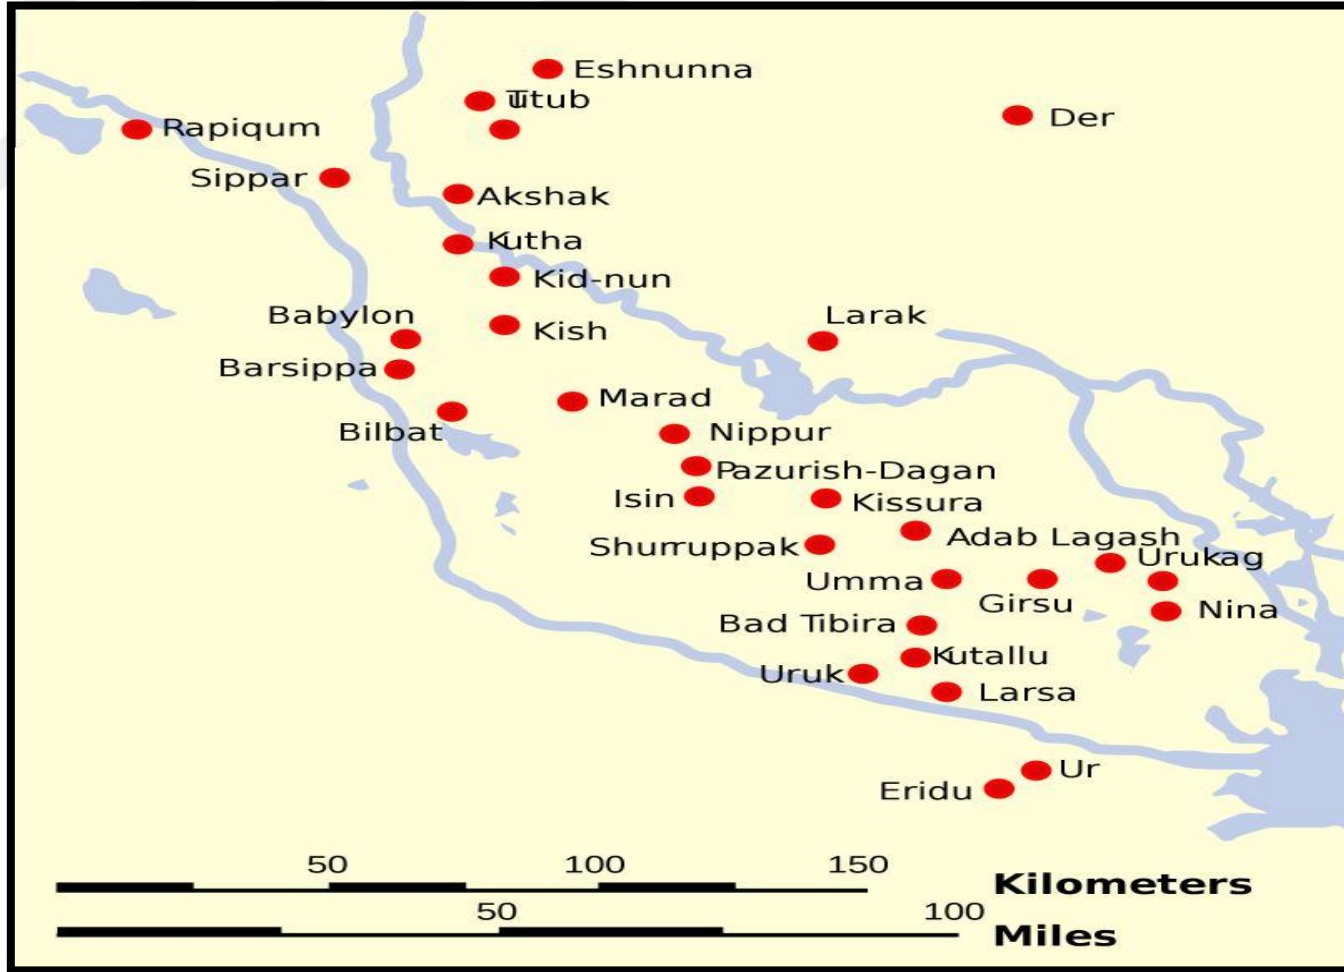 Eshnunna
Tutub
Der
Rapiqum
Sippar
Akshak
Kutha
Kid-nun
Babylon
Larak
Kish
Barsippa
Marad
Bilbat
Nippur
Pazurish-Dagan
Isin
Kissura
Adab Lagash
Shurruppak
Urukag
Umma
Girsu
Nina
Bad Tibira
Kutallu
Uruk
Larsa
Ur
Eridu
50 100 150
Kilometers
50 100
Miles